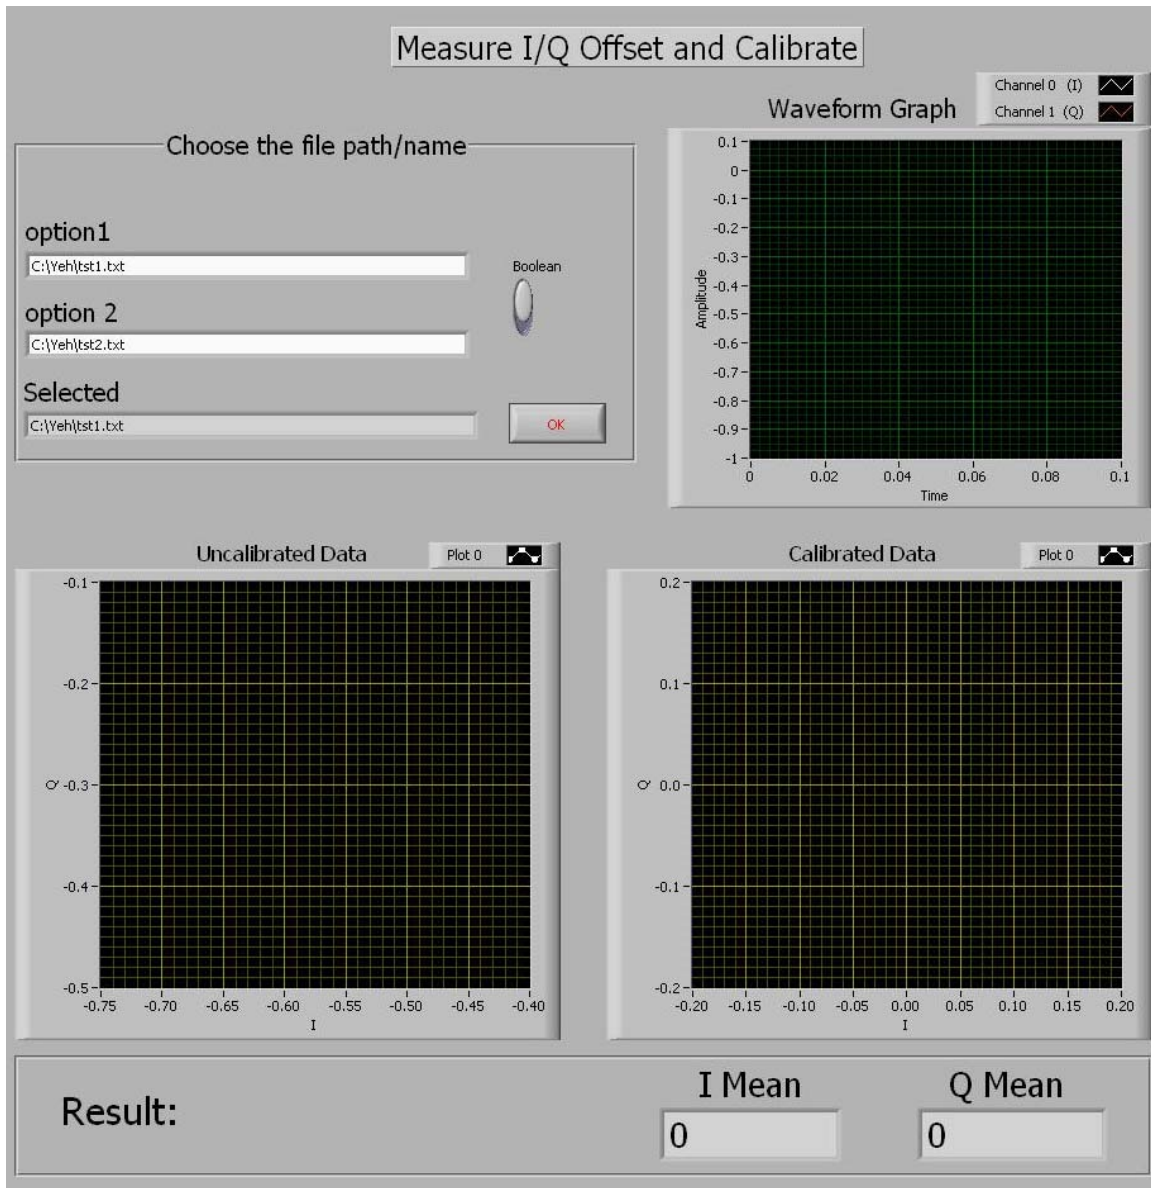 Measure I/Q Offset and Calibrate
Choose the file path/name
option1
C:\Yeh\tst1.txt
Boolean
option 2
C:\Yeh\tst2.txt
Selected
C:\Yeh\tst1.txt
OK
Waveform Graph
Channel 0 (I)
Channel 1 (Q)
Amplitude
0.1
0
-0.1
-0.2
-0.3
-0.4
-0.5
-0.6
-0.7
-0.8
-0.9
-1
0 0.02 0.04 0.06 0.08 0.1
Time
Uncalibrated Data
Plot 0
Q
-0.1
-0.2
-0.3
-0.4
-0.5
-0.75 -0.70 -0.65 -0.60 -0.55 -0.50 -0.45 -0.40
I
Calibrated Data
Plot 0
Q
0.2
0.1
0.0
-0.1
-0.2
-0.20 -0.15 -0.10 -0.05 0.00 0.05 0.10 0.15 0.20
I
Result:
I Mean
0
Q Mean
0